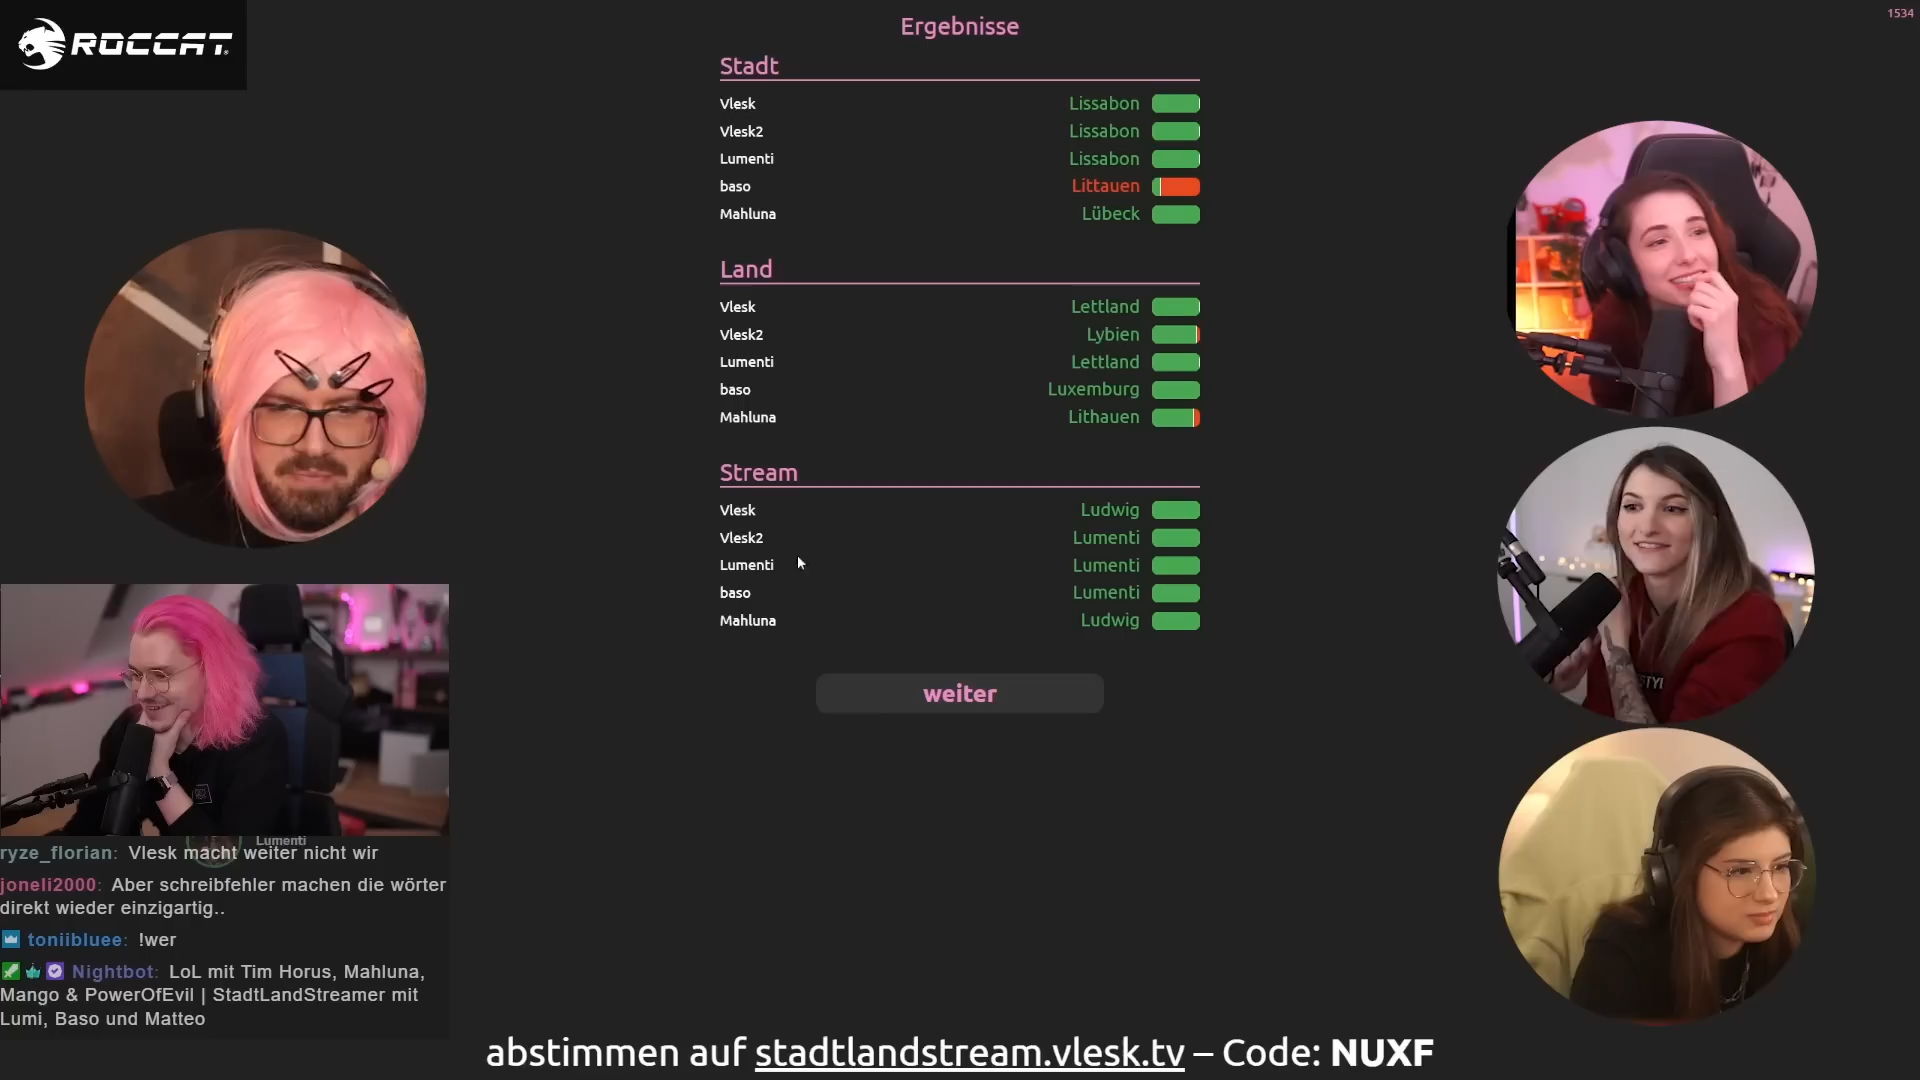 ROCCAT
Ergebnisse
1534
Stadt
Vlesk Lissabon
Vlesk2 Lissabon
Lumenti Lissabon
baso Littauen
Mahluna Lübeck
Land
Vlesk Lettland
Vlesk2 Lybien
Lumenti Lettland
baso Luxemburg
Mahluna Lithauen
Stream
Vlesk Ludwig
Vlesk2 Lumenti
Lumenti Lumenti
baso Lumenti
Mahluna Ludwig
weiter
Lumenti
ryze_florian: Vlesk macht weiter nicht wir
joneli2000: Aber schreibfehler machen die wörter
direkt wieder einzigartig..
toniibluee: !wer
Nightbot: LoL mit Tim Horus, Mahluna,
Mango & PowerOfEvil | StadtLandStreamer mit
Lumi, Baso und Matteo
abstimmen auf stadtlandstream.vlesk.tv – Code: NUXF